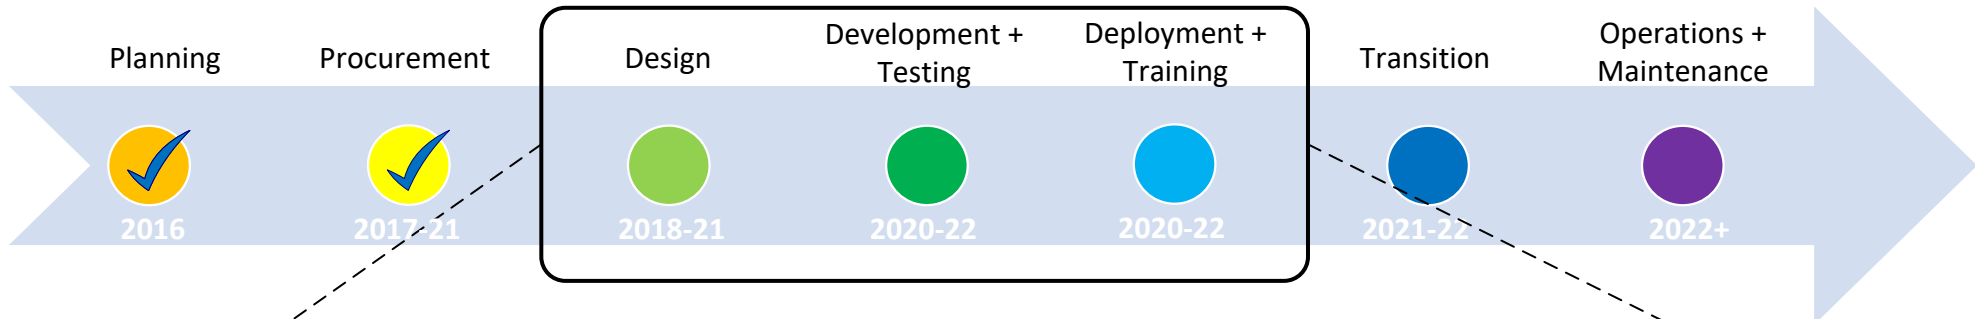 Planning
Procurement
Design
Development +
Testing
Deployment +
Training
Transition
Operations +
Maintenance
2016
2017-21
2018-21
2020-22
2020-22
2021-22
2022+